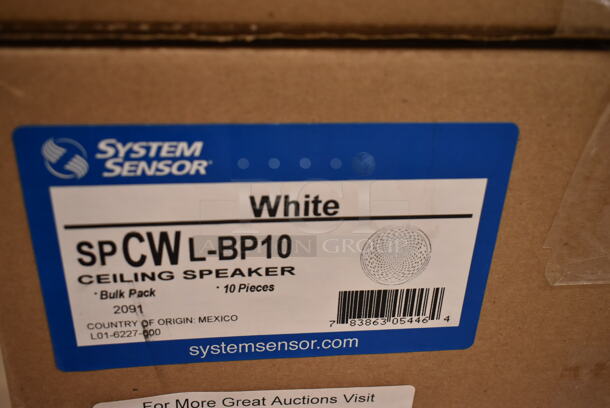 SYSTEM
SENSOR
White
SPCWL-BP10
CEILING SPEAKER
· Bulk Pack · 10 Pieces
2091
COUNTRY OF ORIGIN: MEXICO
L01-6227-000
7 83863 05446 4
systemsensor.com
For More Great Auctions Visit